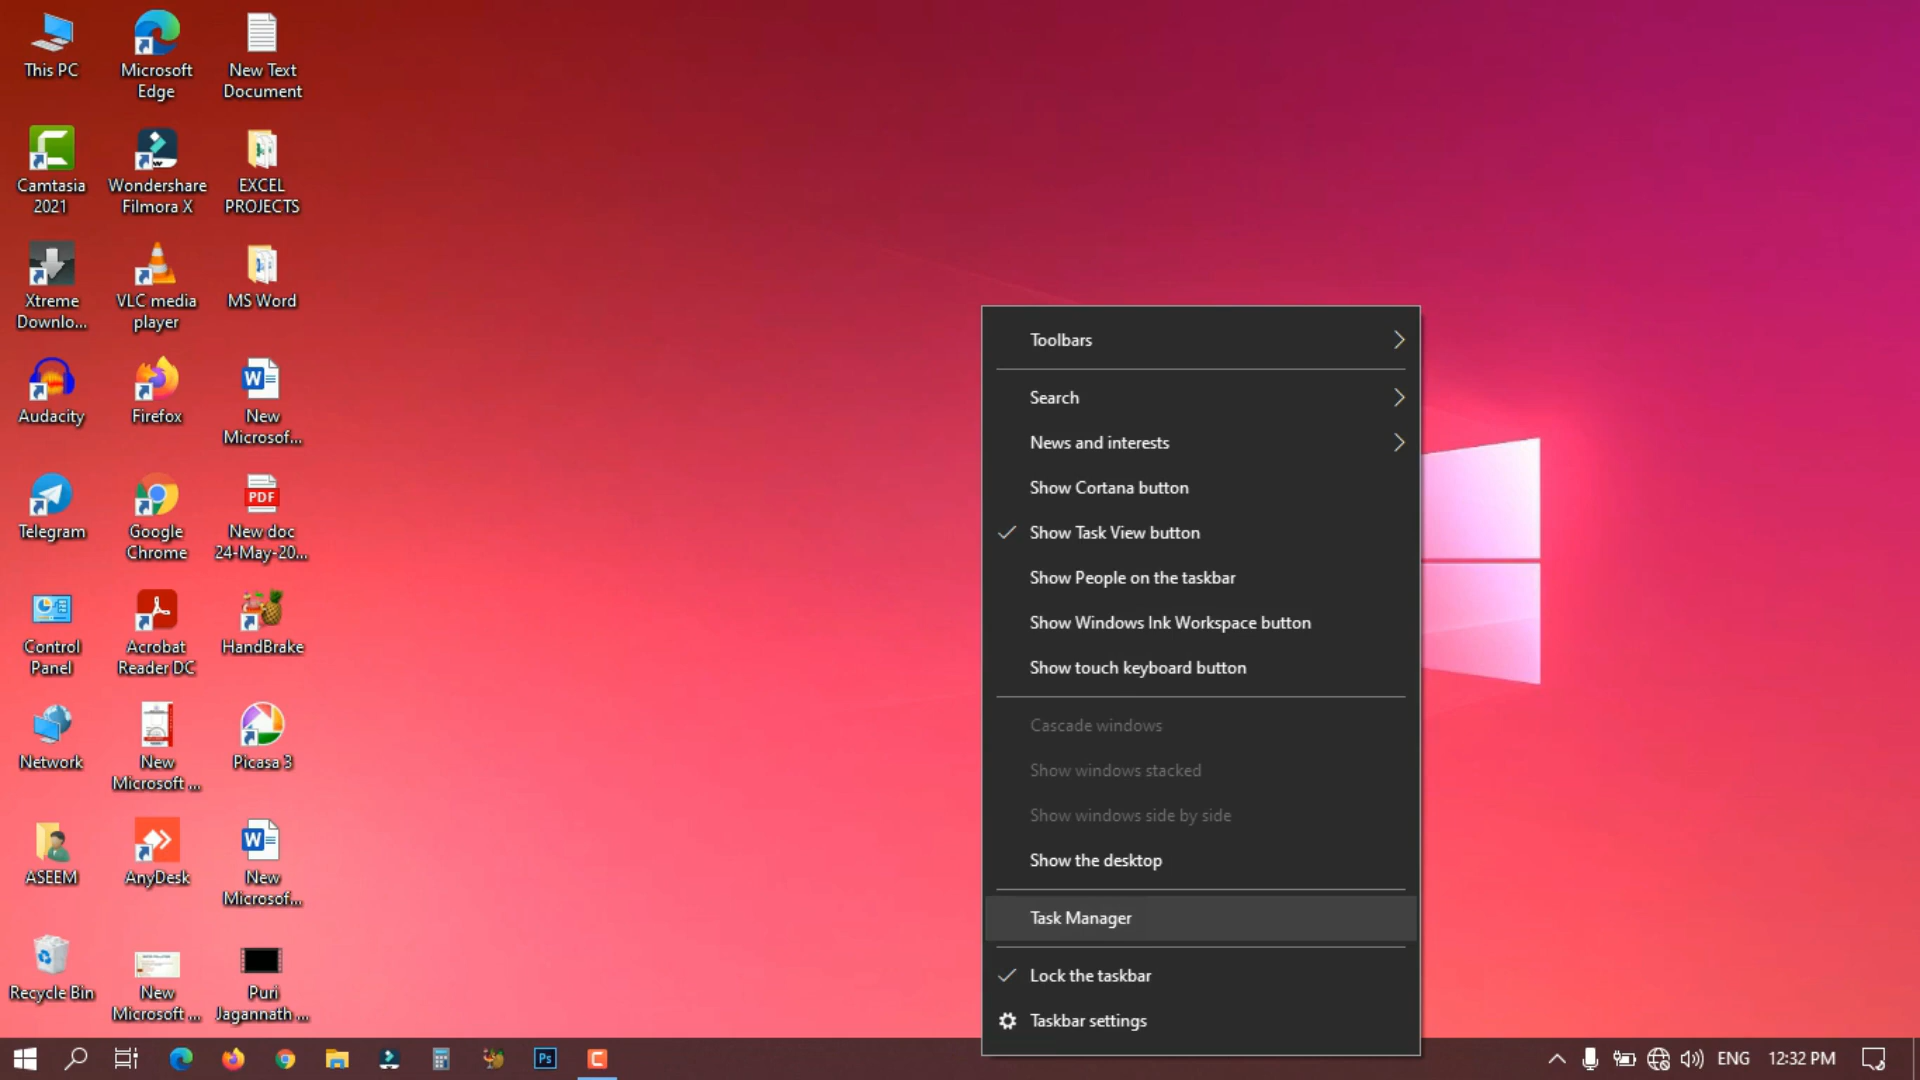 This PC
Microsoft
Edge
New Text
Document
Camtasia
2021
Wondershare
Filmora X
EXCEL
PROJECTS
Xtreme
Downlo...
VLC media
player
MS Word
Audacity
Firefox
New
Microsof...
Telegram
Google
Chrome
PDF
New doc
24-May-20...
Control
Panel
Acrobat
Reader DC
HandBrake
Network
New
Microsoft ...
Picasa 3
ASEEM
AnyDesk
New
Microsof...
Recycle Bin
New
Microsoft ...
Puri
Jagannath ...
Toolbars
Search
News and interests
Show Cortana button
Show Task View button
Show People on the taskbar
Show Windows Ink Workspace button
Show touch keyboard button
Cascade windows
Show windows stacked
Show windows side by side
Show the desktop
Task Manager
Lock the taskbar
Taskbar settings
Ps
ENG
12:32 PM